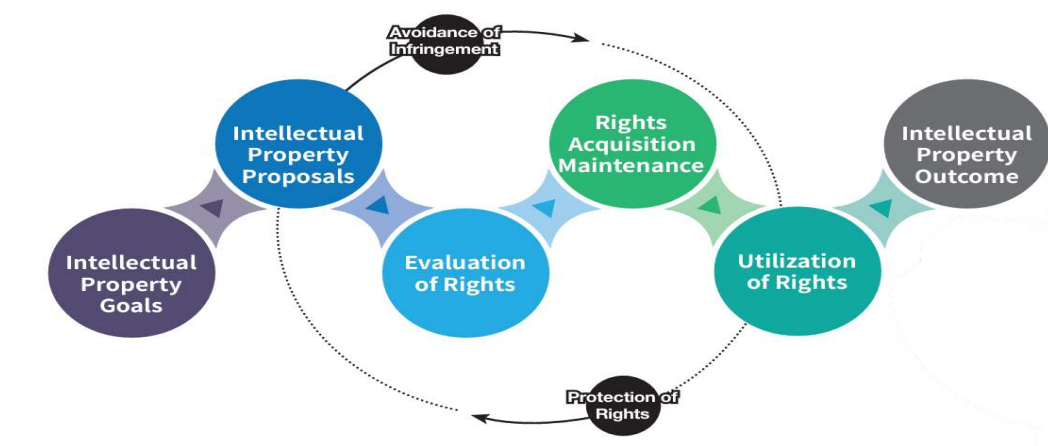 Avoidance of
Infringement
Intellectual
Property
Proposals
Rights
Acquisition
Maintenance
Intellectual
Property
Outcome
Intellectual
Property
Goals
Evaluation
of Rights
Utilization
of Rights
Protection of
Rights